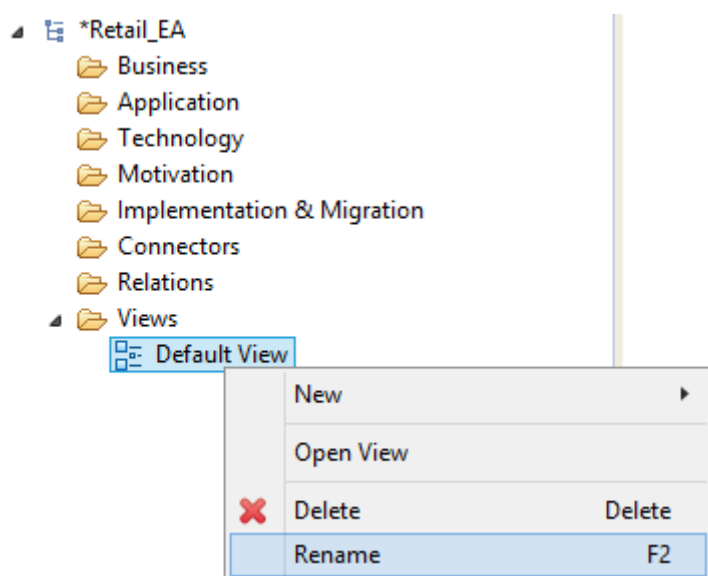 *Retail_EA
Business
Application
Technology
Motivation
Implementation & Migration
Connectors
Relations
Views
Default View
New
Open View
Delete Delete
Rename F2